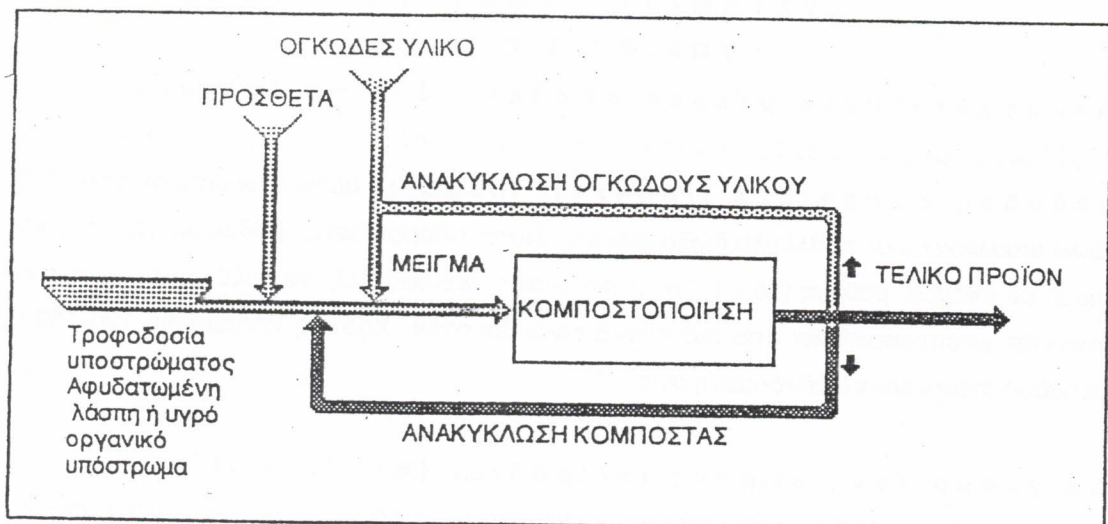 ΟΓΚΩΔΕΣ ΥΛΙΚΟ
ΠΡΟΣΘΕΤΑ
ΑΝΑΚΥΚΛΩΣΗ ΟΓΚΩΔΟΥΣ ΥΛΙΚΟΥ
ΜΕΙΓΜΑ
ΚΟΜΠΟΣΤΟΠΟΙΗΣΗ
ΤΕΛΙΚΟ ΠΡΟΪΟΝ
Τροφοδοσία
υποστρώματος
Αφυδατωμένη
λάσπη ή υγρό
οργανικό
υπόστρωμα
ΑΝΑΚΥΚΛΩΣΗ ΚΟΜΠΟΣΤΑΣ